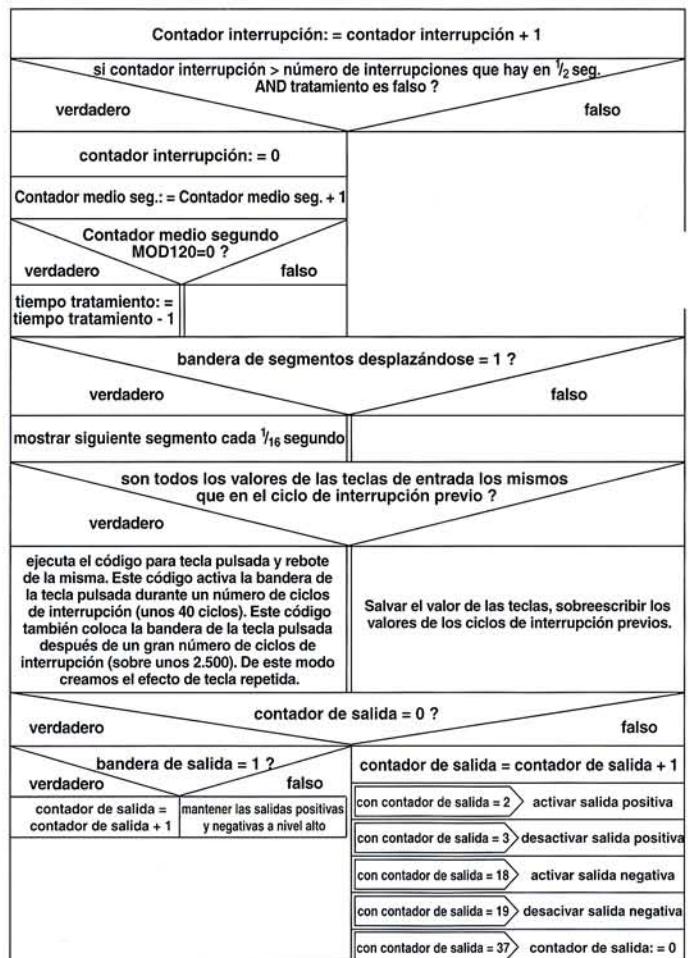 Contador interrupción: = contador interrupción + 1
si contador interrupción > número de interrupciones que hay en 1/2 seg.
AND tratamiento es falso ?
verdadero
falso
contador interrupción: = 0
Contador medio seg.: = Contador medio seg. + 1
Contador medio segundo
MOD120=0 ?
verdadero
falso
tiempo tratamiento: =
tiempo tratamiento - 1
bandera de segmentos desplazándose = 1 ?
verdadero
falso
mostrar siguiente segmento cada 1/16 segundo
son todos los valores de las teclas de entrada los mismos
que en el ciclo de interrupción previo ?
verdadero
ejecuta el código para tecla pulsada y rebote
de la misma. Este código activa la bandera de
la tecla pulsada durante un número de ciclos
de interrupción (unos 40 ciclos). Este código
también coloca la bandera de la tecla pulsada
después de un gran número de ciclos de
interrupción (sobre unos 2.500). De este modo
creamos el efecto de tecla repetida.
Salvar el valor de las teclas, sobreescribir los
valores de los ciclos de interrupción previos.
contador de salida = 0 ?
verdadero
falso
bandera de salida = 1 ?
verdadero
falso
contador de salida =
contador de salida + 1
mantener las salidas positivas
y negativas a nivel alto
contador de salida = contador de salida + 1
con contador de salida = 2 activar salida positiva
con contador de salida = 3 desactivar salida positiva
con contador de salida = 18 activar salida negativa
con contador de salida = 19 desacivar salida negativa
con contador de salida = 37 contador de salida: = 0